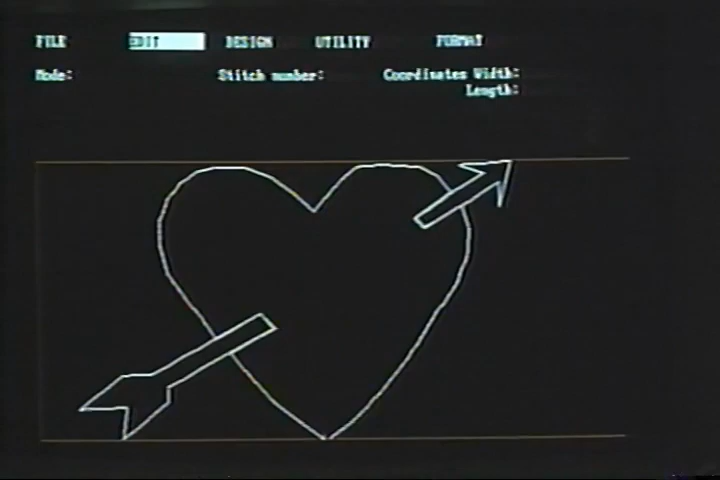 FILE EDIT DESIGN UTILITY FORMAT
Mode: Stitch number: Coordinates Width:
Length: